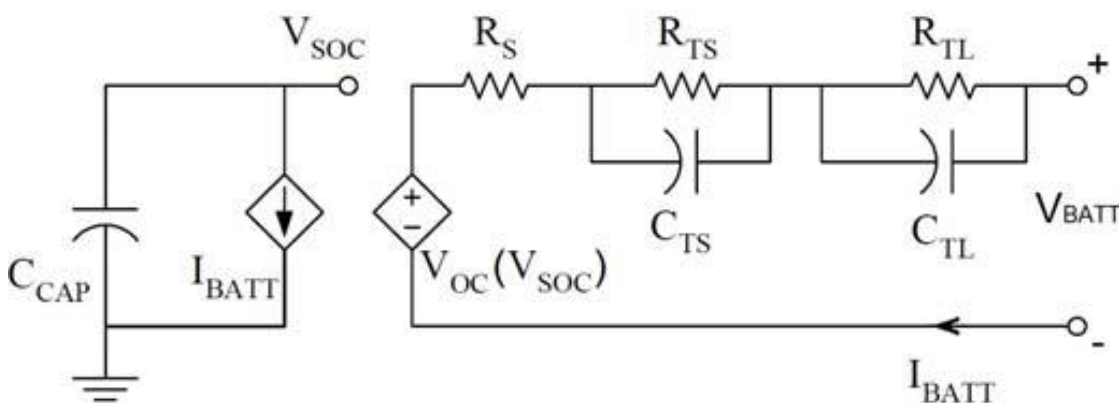 V_SOC
R_S
R_TS
R_TL
+
+
-
C_CAP
I_BATT
V_OC(V_SOC)
C_TS
C_TL
V_BATT
-
I_BATT